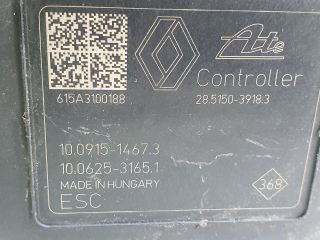 Ate
Controller
615A3100188
28.5150-3918.3
10.0915-1467.3
10.0625-3165.1
MADE IN HUNGARY
368
ESC